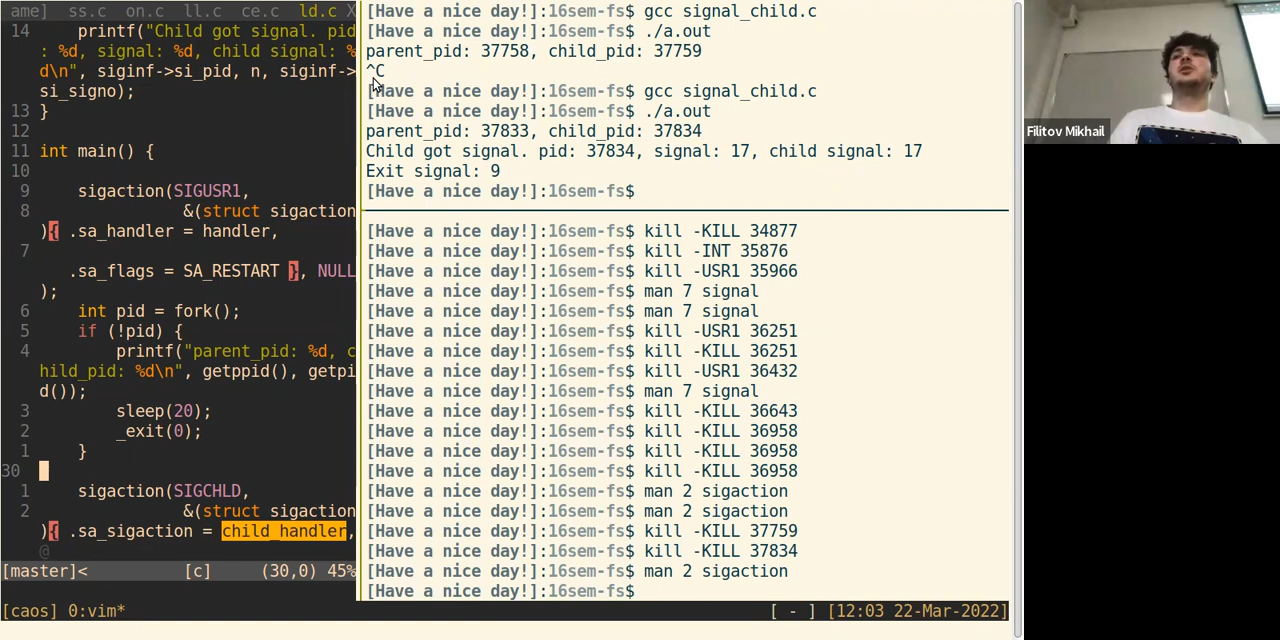 ame] ss.c on.c ll.c ce.c ld.c X
14 printf("Child got signal. pid
: %d, signal: %d, child signal: %
d\n", siginf->si_pid, n, siginf->
si_signo);
13 }
12
11 int main() {
10
9 sigaction(SIGUSR1,
8 &(struct sigaction
){ .sa_handler = handler,
7
.sa_flags = SA_RESTART }, NULL
);
6 int pid = fork();
5 if (!pid) {
4 printf("parent_pid: %d, c
hild_pid: %d\n", getppid(), getpi
d());
3 sleep(20);
2 _exit(0);
1 }
30
1 sigaction(SIGCHLD,
2 &(struct sigaction
){ .sa_sigaction = child_handler,
@
[master]< [c] (30,0) 45%
[Have a nice day!]:16sem-fs$ gcc signal_child.c
[Have a nice day!]:16sem-fs$ ./a.out
parent_pid: 37758, child_pid: 37759
^C
[Have a nice day!]:16sem-fs$ gcc signal_child.c
[Have a nice day!]:16sem-fs$ ./a.out
parent_pid: 37833, child_pid: 37834
Child got signal. pid: 37834, signal: 17, child signal: 17
Exit signal: 9
[Have a nice day!]:16sem-fs$
[Have a nice day!]:16sem-fs$ kill -KILL 34877
[Have a nice day!]:16sem-fs$ kill -INT 35876
[Have a nice day!]:16sem-fs$ kill -USR1 35966
[Have a nice day!]:16sem-fs$ man 7 signal
[Have a nice day!]:16sem-fs$ man 7 signal
[Have a nice day!]:16sem-fs$ kill -USR1 36251
[Have a nice day!]:16sem-fs$ kill -KILL 36251
[Have a nice day!]:16sem-fs$ kill -USR1 36432
[Have a nice day!]:16sem-fs$ man 7 signal
[Have a nice day!]:16sem-fs$ kill -KILL 36643
[Have a nice day!]:16sem-fs$ kill -KILL 36958
[Have a nice day!]:16sem-fs$ kill -KILL 36958
[Have a nice day!]:16sem-fs$ kill -KILL 36958
[Have a nice day!]:16sem-fs$ man 2 sigaction
[Have a nice day!]:16sem-fs$ man 2 sigaction
[Have a nice day!]:16sem-fs$ kill -KILL 37759
[Have a nice day!]:16sem-fs$ kill -KILL 37834
[Have a nice day!]:16sem-fs$ man 2 sigaction
[Have a nice day!]:16sem-fs$
[caos] 0:vim* [ - ] [12:03 22-Mar-2022]
Filitov Mikhail